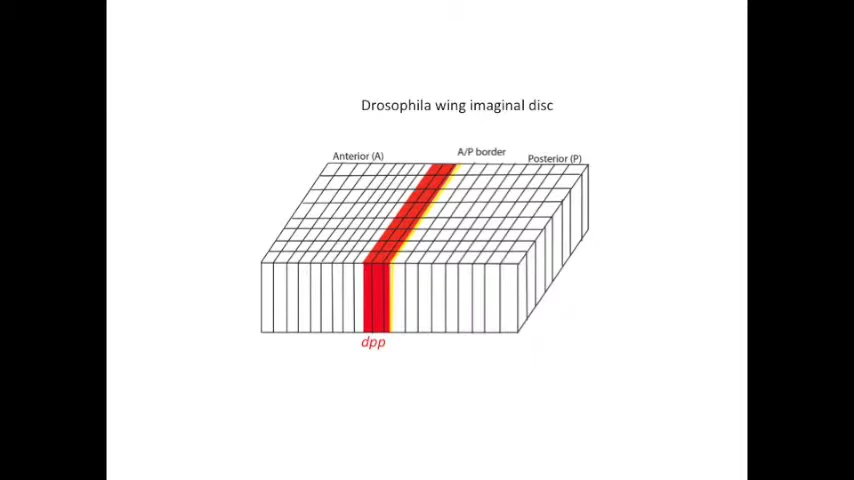 Drosophila wing imaginal disc
Anterior (A)
A/P border
Posterior (P)
dpp